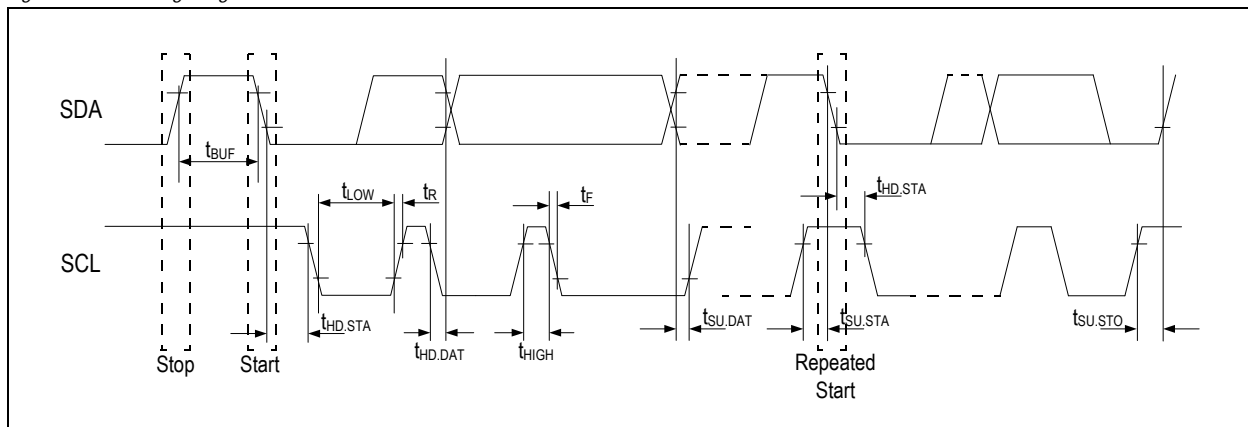 SDA
tBUF
tLOW
tR
tF
tHD.STA
SCL
tHD.STA
tHD.DAT
tHIGH
tSU.DAT
tSU.STA
tSU.STO
Stop
Start
Repeated
Start